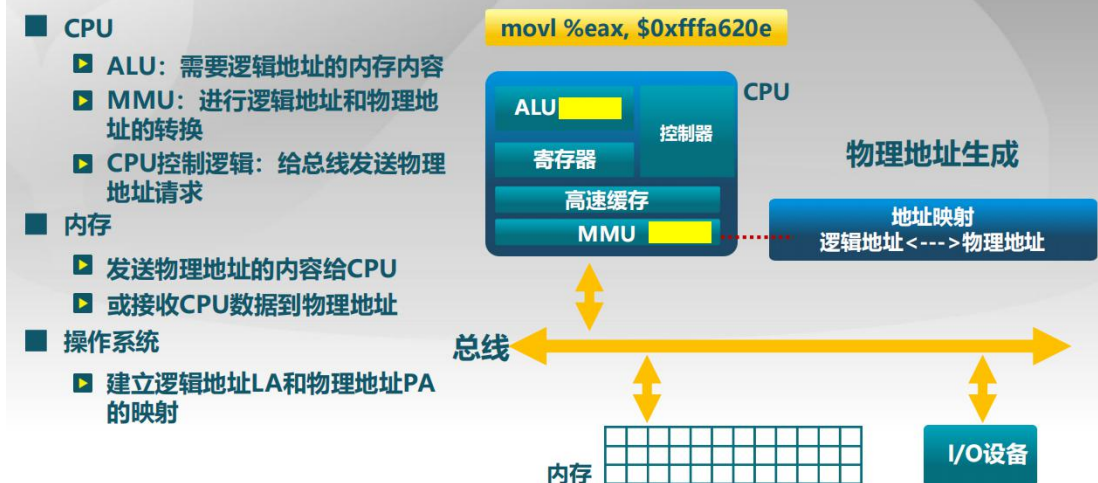 CPU
ALU：需要逻辑地址的内存内容
MMU：进行逻辑地址和物理地
址的转换
CPU控制逻辑：给总线发送物理
地址请求
内存
发送物理地址的内容给CPU
或接收CPU数据到物理地址
操作系统
建立逻辑地址LA和物理地址PA
的映射
movl %eax, $0xfffa620e
CPU
ALU
控制器
寄存器
高速缓存
MMU
物理地址生成
地址映射
逻辑地址<--->物理地址
总线
内存
I/O设备